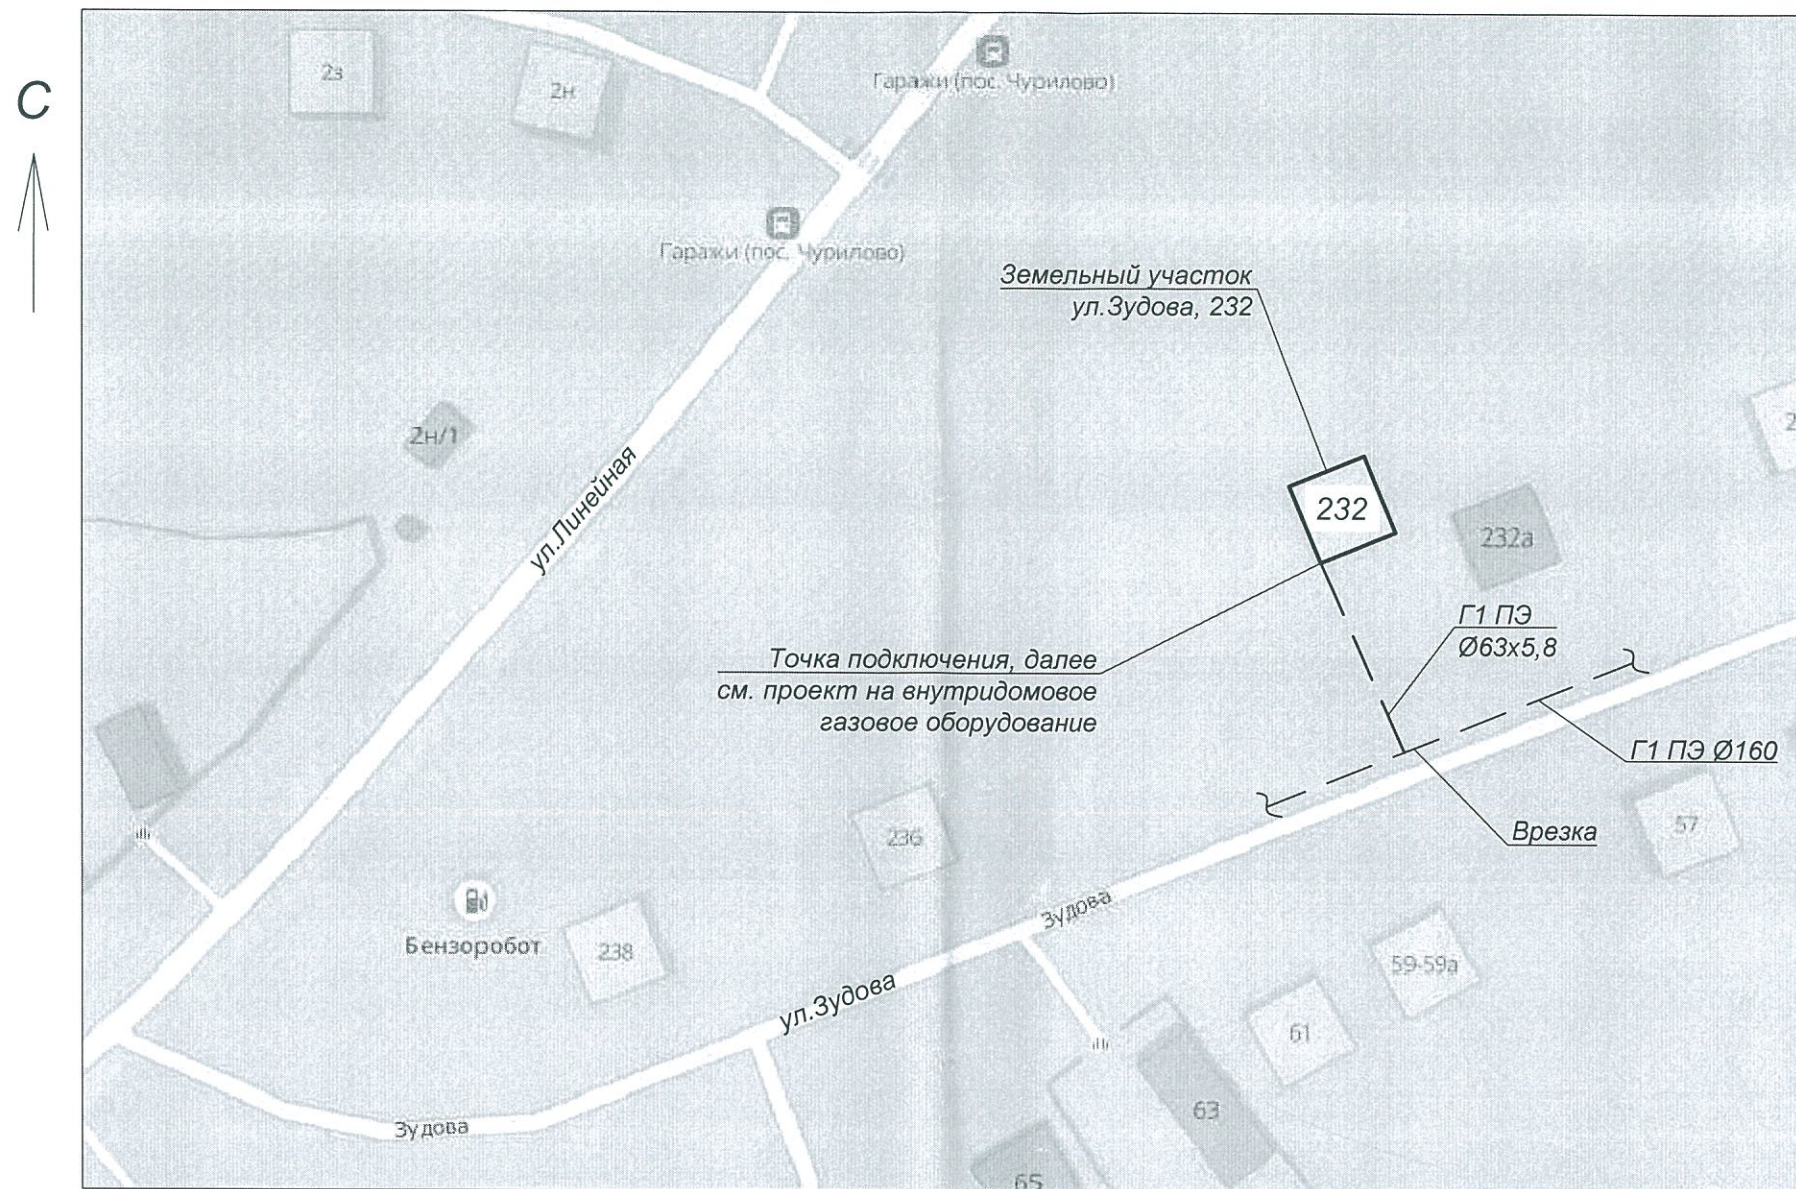 С
2з
2н
Гаражи (пос. Чурилово)
Гаражи (пос. Чурилово)
Земельный участок
ул.Зудова, 232
2н/1
ул.Линейная
232
232а
Г1 ПЭ
Ø63х5,8
Точка подключения, далее
см. проект на внутридомовое
газовое оборудование
Г1 ПЭ Ø160
Врезка
57
236
Бензоробот
238
Зудова
ул.Зудова
59-59а
61
63
Зудова
65